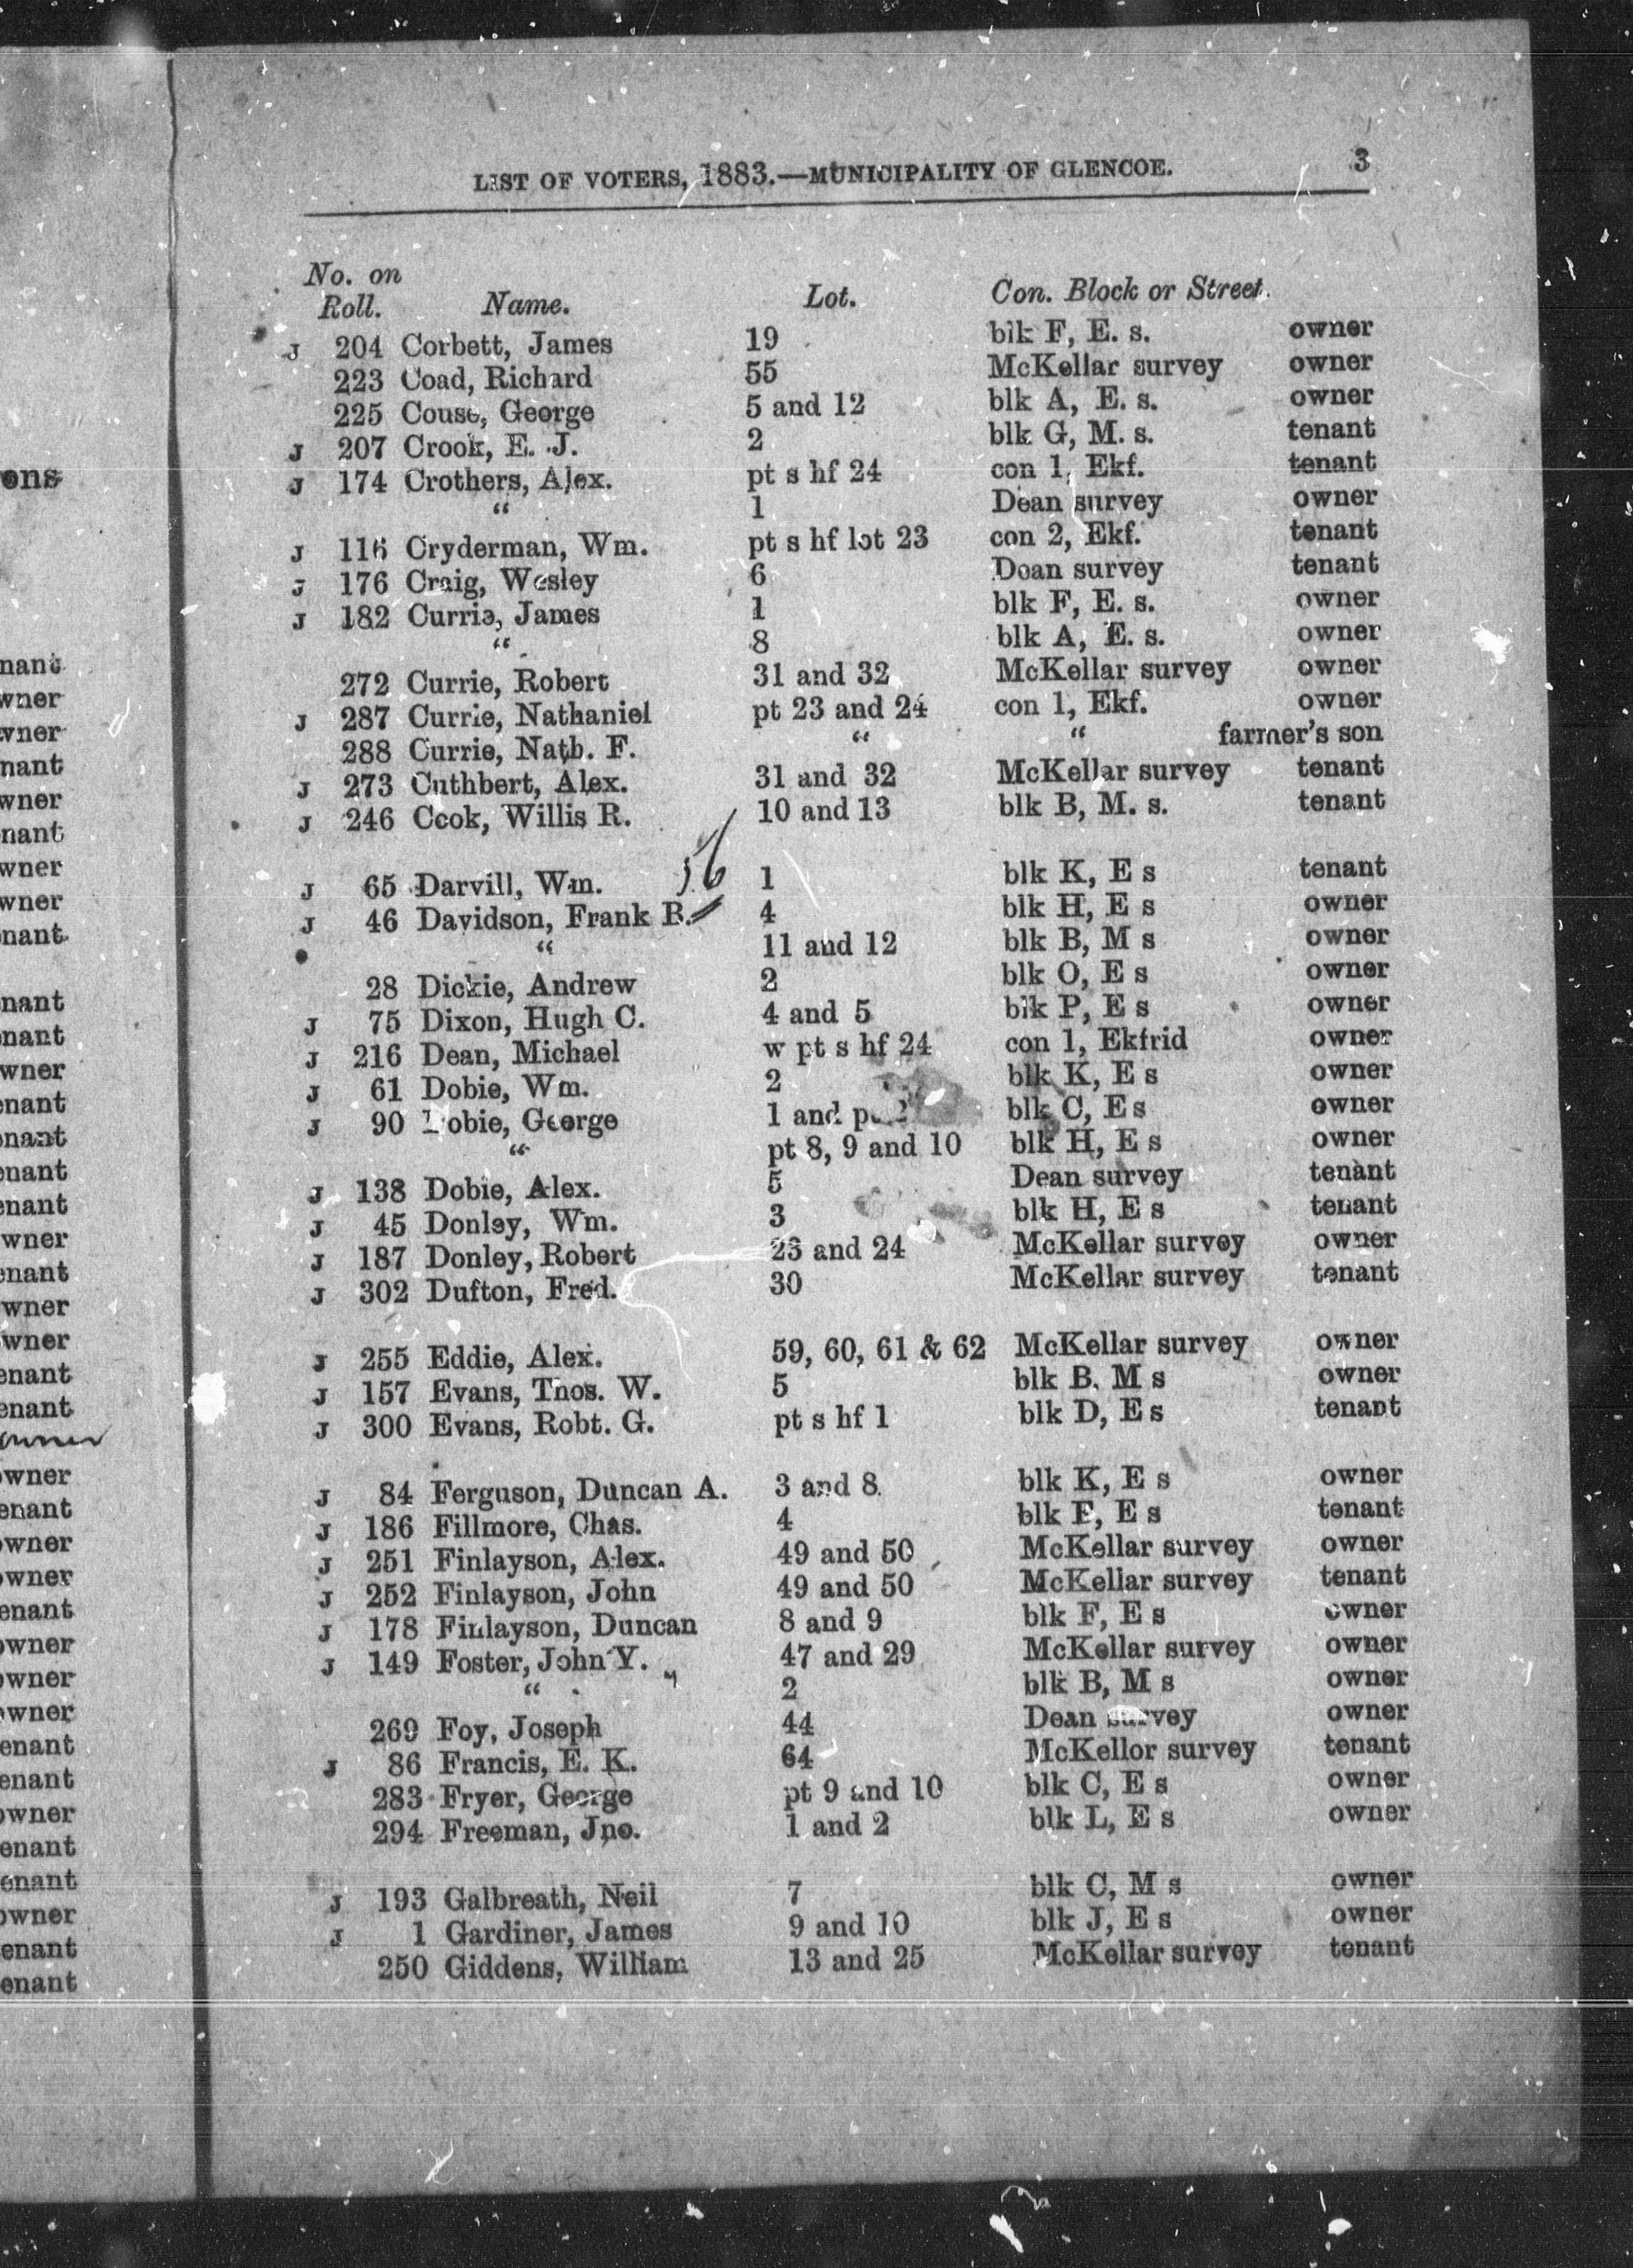 LIST OF VOTERS, 1883.—MUNICIPALITY OF GLENCOE. 3
No. on
Roll. Name. Lot. Con. Block or Street.
J 204 Corbett, James 19 blk F, E. s. owner
223 Coad, Richard 55 McKellar survey owner
225 Couse, George 5 and 12 blk A, E. s. owner
J 207 Crook, E. J. 2 blk G, M. s. tenant
J 174 Crothers, Alex. pt s hf 24 con 1, Ekf. tenant
“ 1 Dean survey owner
J 116 Cryderman, Wm. pt s hf lot 23 con 2, Ekf. tenant
J 176 Craig, Wesley 6 Dean survey tenant
J 182 Currie, James 1 blk F, E. s. owner
“ 8 blk A, E. s. owner
272 Currie, Robert 31 and 32 McKellar survey owner
J 287 Currie, Nathaniel pt 23 and 24 con 1, Ekf. owner
288 Currie, Nath. F. “ “ farmer's son
J 273 Cuthbert, Alex. 31 and 32 McKellar survey tenant
J 246 Cook, Willis R. 10 and 13 blk B, M. s. tenant
56
J 65 Darvill, Wm. 1 blk K, E s tenant
J 46 Davidson, Frank B. 4 blk H, E s owner
“ 11 and 12 blk B, M s owner
28 Dickie, Andrew 2 blk O, E s owner
J 75 Dixon, Hugh C. 4 and 5 blk P, E s owner
J 216 Dean, Michael w pt s hf 24 con 1, Ekfrid owner
J 61 Dobie, Wm. 2 blk K, E s owner
J 90 Dobie, George 1 and blk C, E s owner
“ pt 8, 9 and 10 blk H, E s owner
J 138 Dobie, Alex. 5 Dean survey tenant
J 45 Donley, Wm. 3 blk H, E s tenant
J 187 Donley, Robert 23 and 24 McKellar survey owner
J 302 Dufton, Fred. 30 McKellar survey tenant
J 255 Eddie, Alex. 59, 60, 61 & 62 McKellar survey owner
J 157 Evans, Thos. W. 5 blk B, M s owner
J 300 Evans, Robt. G. pt s hf 1 blk D, E s tenant
J 84 Ferguson, Duncan A. 3 and 8 blk K, E s owner
J 186 Fillmore, Chas. 4 blk F, E s tenant
J 251 Finlayson, Alex. 49 and 50 McKellar survey owner
J 252 Finlayson, John 49 and 50 McKellar survey tenant
J 178 Finlayson, Duncan 8 and 9 blk F, E s owner
J 149 Foster, John Y. 47 and 29 McKellar survey owner
“ 2 blk B, M s owner
269 Foy, Joseph 44 Dean survey owner
J 86 Francis, E. K. 64 McKellor survey tenant
283 Fryer, George pt 9 and 10 blk C, E s owner
294 Freeman, Jno. 1 and 2 blk L, E s owner
J 193 Galbreath, Neil 7 blk C, M s owner
J 1 Gardiner, James 9 and 10 blk J, E s owner
250 Giddens, William 13 and 25 McKellar survey tenant